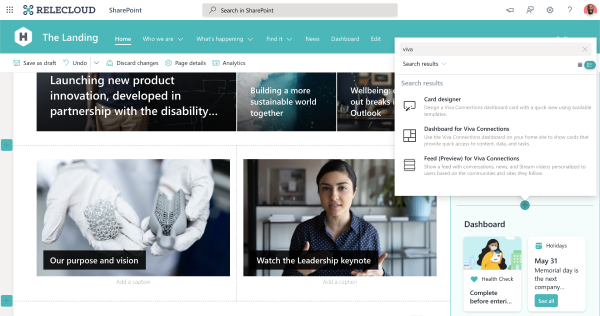 RELECLOUD SharePoint
Search in SharePoint
H The Landing
Home Who we are What's happening Find it News Dashboard Edit
Save as draft Undo Discard changes Page details Analytics
viva
Search results
Search results
Card designer
Design a Viva Connections dashboard card with a quick view using available
templates.
Dashboard for Viva Connections
Use the Viva Connections dashboard on your home site to show cards that
provide quick access to content, data, and tasks.
Feed (Preview) for Viva Connections
Show a feed with conversations, news, and Stream videos personalized to
users based on the communities and sites they follow.
Launching new product
innovation, developed in
partnership with the disability...
Building a more
sustainable world
together
Wellbeing:
out breaks i
Outlook
Our purpose and vision
Watch the Leadership keynote
Add a caption
Add a caption
Dashboard
Health Check
Complete
before enteri...
Holidays
May 31
Memorial day is
the next
company...
See all